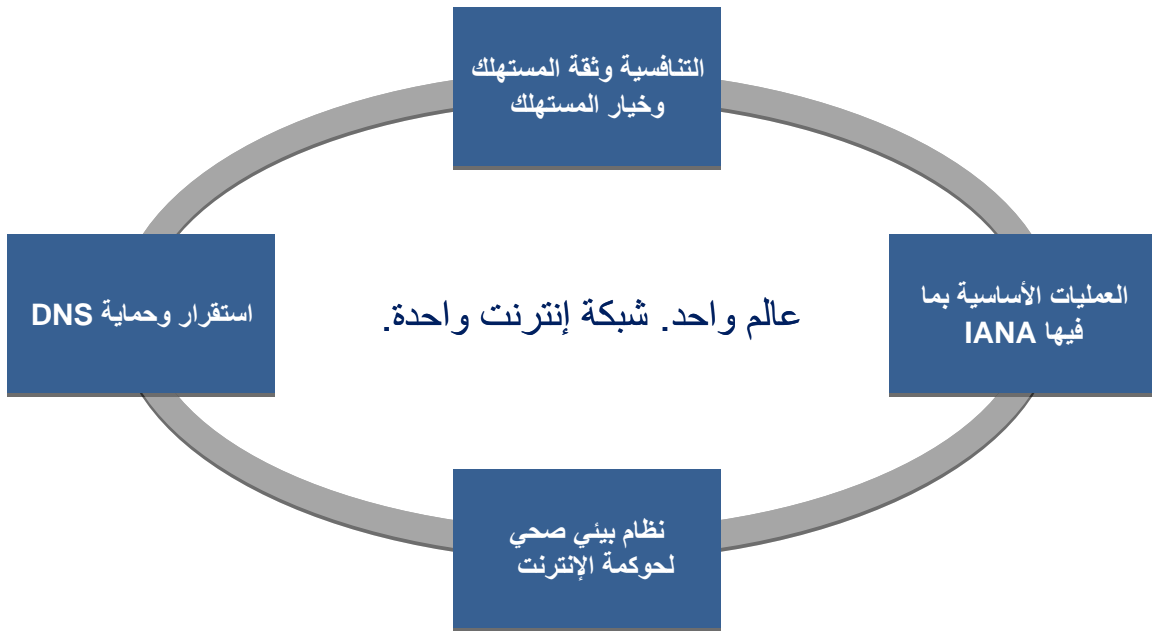 التنافسية وثقة المستهلك
وخيار المستهلك
العمليات الأساسية بما
فيها IANA
عالم واحد. شبكة إنترنت واحدة.
استقرار وحماية DNS
نظام بيئي صحي
لحوكمة الإنترنت